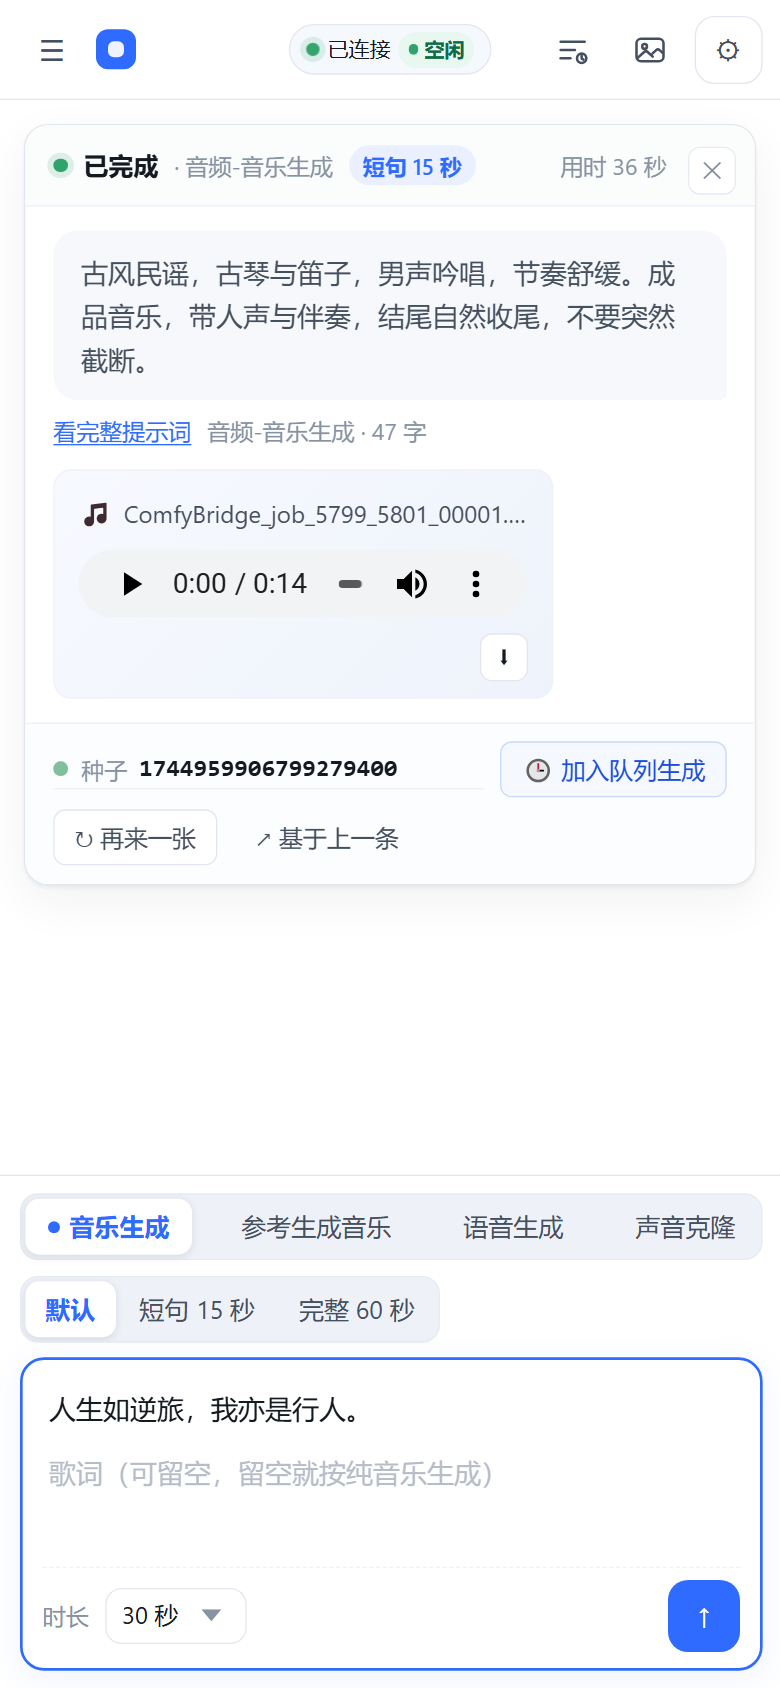 已连接 空闲
已完成 · 音频-音乐生成 短句 15 秒 用时 36 秒
古风民谣，古琴与笛子，男声吟唱，节奏舒缓。成
品音乐，带人声与伴奏，结尾自然收尾，不要突然
截断。
看完整提示词 音频-音乐生成 · 47 字
ComfyBridge_job_5799_5801_00001....
0:00 / 0:14
种子 1744959906799279400 加入队列生成
再来一张 基于上一条
音乐生成 参考生成音乐 语音生成 声音克隆
默认 短句 15 秒 完整 60 秒
人生如逆旅，我亦是行人。
歌词（可留空，留空就按纯音乐生成）
时长 30 秒